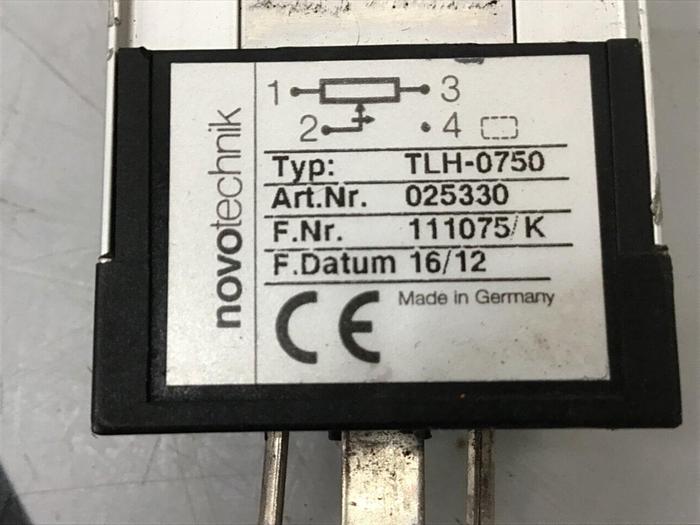 novotechnik
1 3
2 4
Typ: TLH-0750
Art.Nr. 025330
F.Nr. 111075/K
F.Datum 16/12
CE Made in Germany